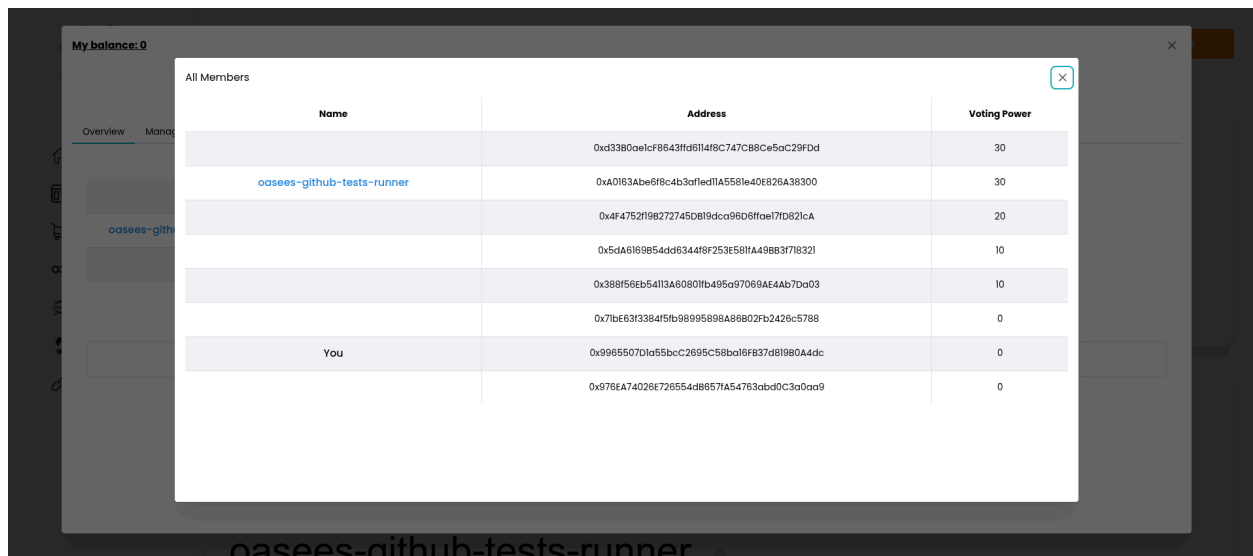 My balance: 0
All Members
Name Address Voting Power
Overview Manag
0xd33B0ae1cF8643ffd6114f8C747CB8Ce5aC29FDd 30
oasees-github-tests-runner 0xA0163Abe6f8c4b3af1ed11A5581e40E826A38300 30
0x4F4752f19B272745DB19dca96D6ffae17fD821cA 20
oasees-gith
0x5dA6169B54dd6344f8F253E581fA49BB3f718321 10
0x388f56Eb54113A60801fb495a97069AE4Ab7Da03 10
0x71bE63f3384f5fb98995898A86B02Fb2426c5788 0
You 0x9965507D1a55bcC2695C58ba16FB37d819B0A4dc 0
0x976EA74026E726554dB657fA54763abd0C3a0aa9 0
oasees-github-tests-runner